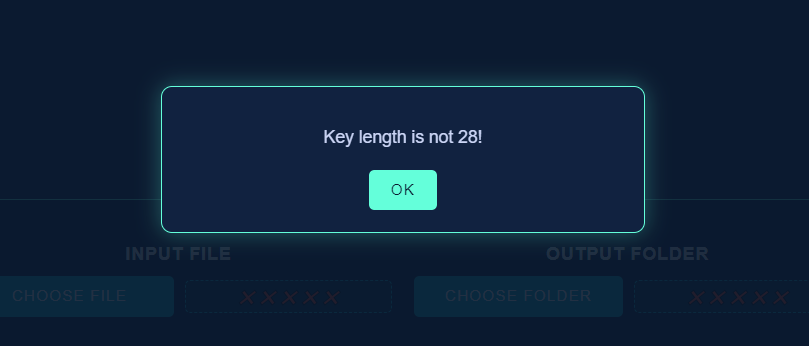 Key length is not 28!
OK
INPUT FILE
OUTPUT FOLDER
CHOOSE FILE
×××××
CHOOSE FOLDER
×××××